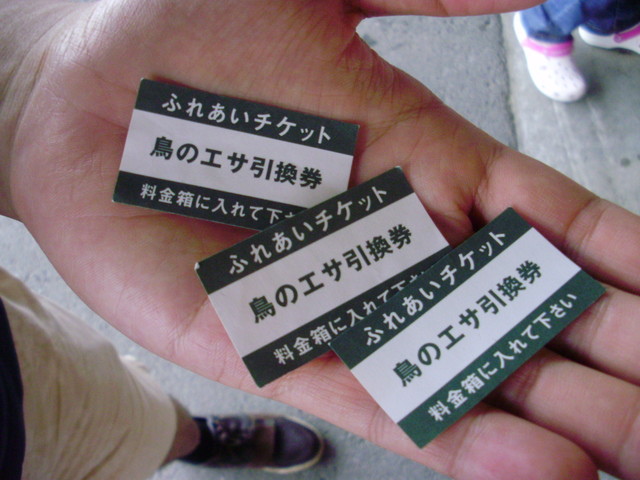 ふれあいチケット
鳥のエサ引換券
料金箱に入れて下さ
ふれあいチケット
鳥のエサ引換券
料金箱に入れて下さ
ふれあいチケット
鳥のエサ引換券
料金箱に入れて下さい